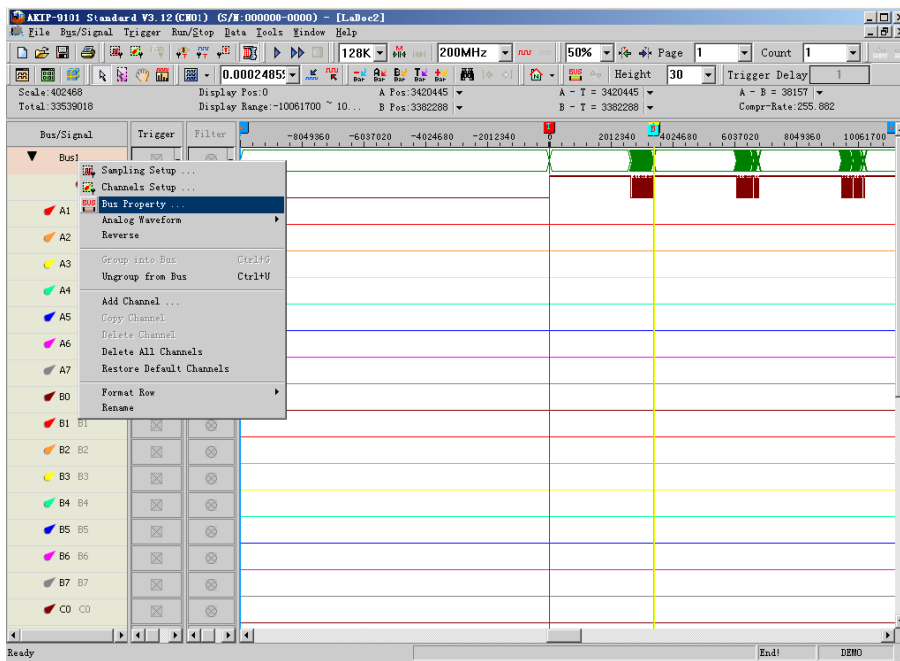 AKIP-9101 Standard V3.12(CN01) (S/N:000000-0000) - [LaDoc2]
File Bus/Signal Trigger Run/Stop Data Tools Window Help
128K 200MHz 50% Page 1 Count 1
0.0002485 Height 30 Trigger Delay 1
Scale:402468 Display Pos:0 A Pos:3420445 A - T = 3420445 A - B = 38157
Total:33539018 Display Range:-10061700 ~ 10... B Pos:3382288 B - T = 3382288 Compr-Rate:255.882
Bus/Signal Trigger Filter -8049360 -6037020 -4024680 -2012340 0 2012340 4024680 6037020 8049360 10061700
Bus1
Sampling Setup ...
Channels Setup ...
Bus Property ...
Analog Waveform
Reverse
Group into Bus Ctrl+G
Ungroup from Bus Ctrl+U
Add Channel ...
Copy Channel
Delete Channel
Delete All Channels
Restore Default Channels
Format Row
Rename
A1
A2
A3
A4
A5
A6
A7
B0
B1 B1
B2 B2
B3 B3
B4 B4
B5 B5
B6 B6
B7 B7
C0 C0
Ready End! DEMO